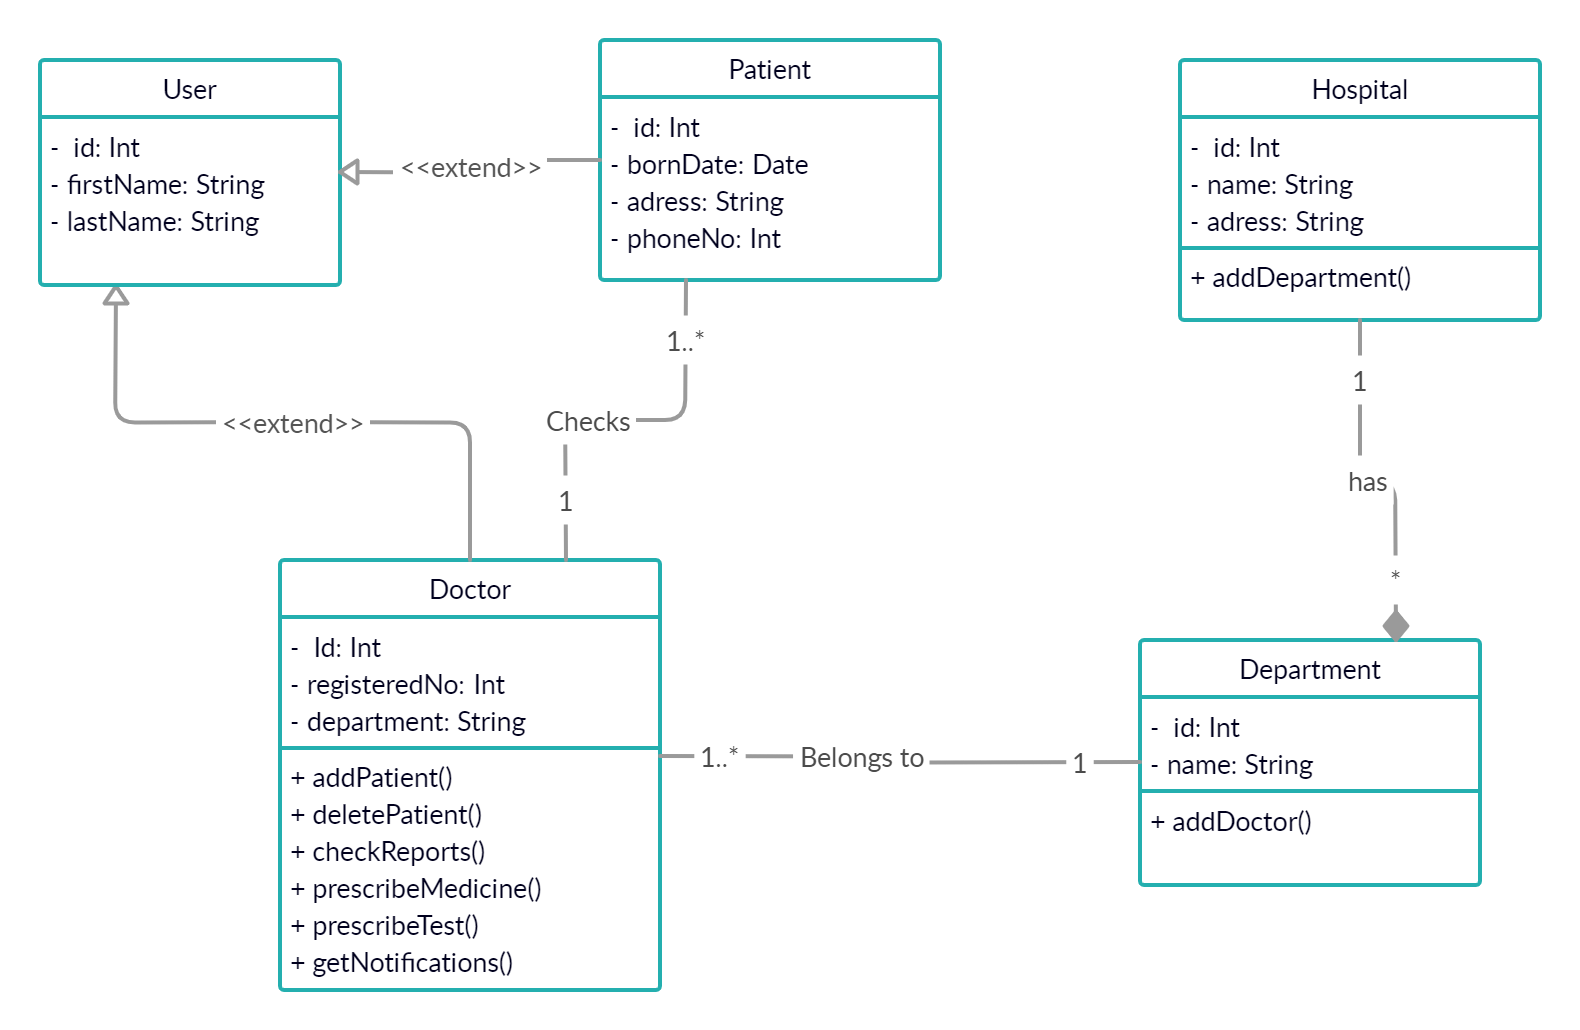 User
-  id: Int
- firstName: String
- lastName: String
<<extend>>
Patient
-  id: Int
- bornDate: Date
- adress: String
- phoneNo: Int
Hospital
-  id: Int
- name: String
- adress: String
+ addDepartment()
1..*
Checks
1
<<extend>>
1
has
*
Doctor
-  Id: Int
- registeredNo: Int
- department: String
+ addPatient()
+ deletePatient()
+ checkReports()
+ prescribeMedicine()
+ prescribeTest()
+ getNotifications()
1..*
Belongs to
1
Department
-  id: Int
- name: String
+ addDoctor()